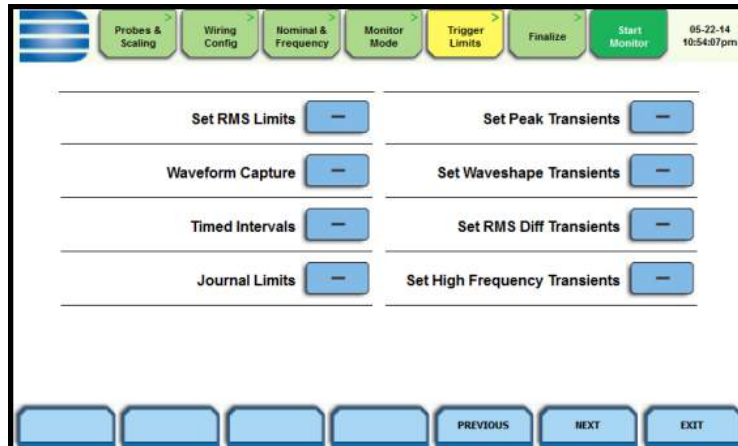 Probes & Scaling
Wiring Config
Nominal & Frequency
Monitor Mode
Trigger Limits
Finalize
Start Monitor
05-22-14
10:54:07pm
Set RMS Limits
Set Peak Transients
Waveform Capture
Set Waveshape Transients
Timed Intervals
Set RMS Diff Transients
Journal Limits
Set High Frequency Transients
PREVIOUS
NEXT
EXIT